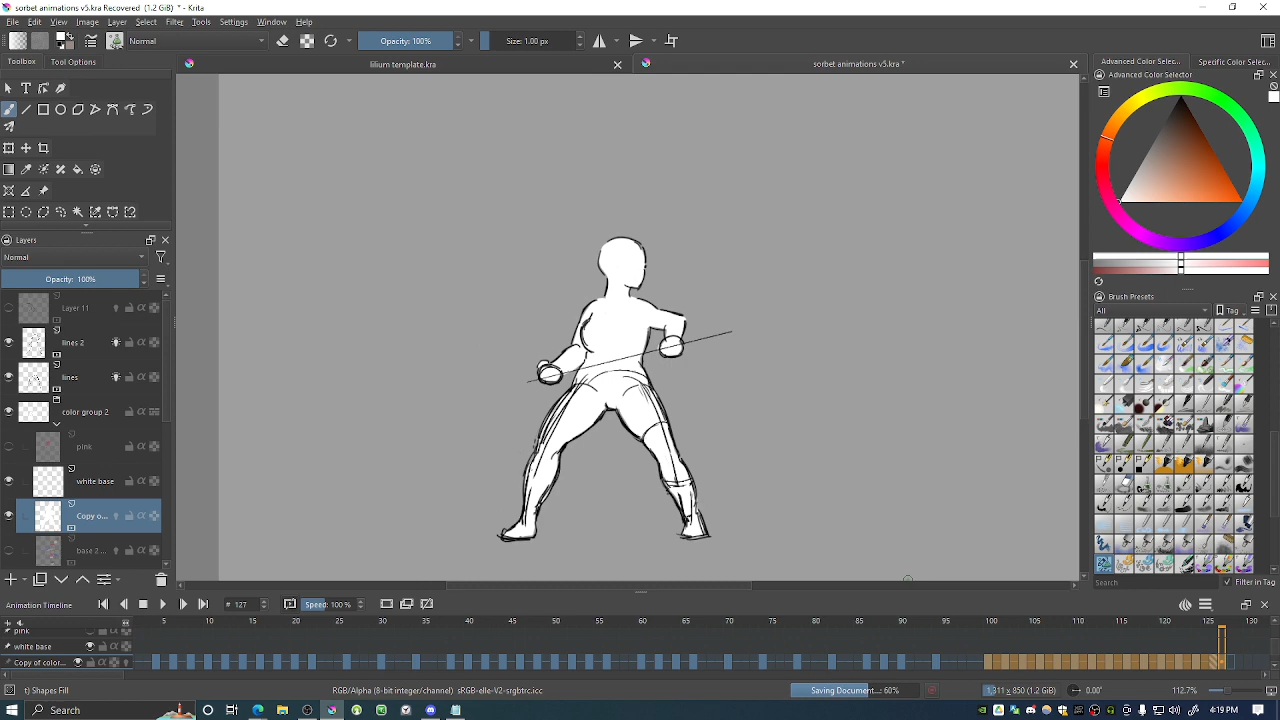 sorbet animations v5.kra Recovered (1.2 GiB) * - Krita
File Edit View Image Layer Select Filter Tools Settings Window Help
Normal Opacity: 100% Size: 1.00 px
Toolbox Tool Options lilium template.kra sorbet animations v5.kra * Advanced Color Selec... Specific Color Selec...
Advanced Color Selector
Layers
Normal
Opacity: 100%
Layer 11
lines 2
lines
color group 2
pink
white base
Copy o...
base 2...
Brush Presets
All Tag
Search Filter in Tag
Animation Timeline # 127 Speed: 100%
5 10 15 20 25 30 35 40 45 50 55 60 65 70 75 80 85 90 95 100 105 110 115 120 125 130
pink
white base
Copy of color...
t) Shapes Fill RGB/Alpha (8-bit integer/channel) sRGB-elle-V2-srgbtrc.icc Saving Document...: 60% 1,311 x 850 (1.2 GiB) 0.00° 112.7%
Search 4:19 PM